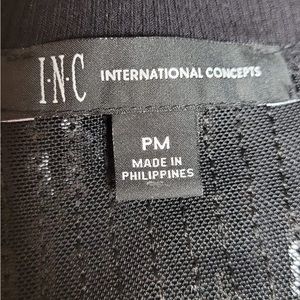 I·N·C INTERNATIONAL CONCEPTS
PM
MADE IN
PHILIPPINES